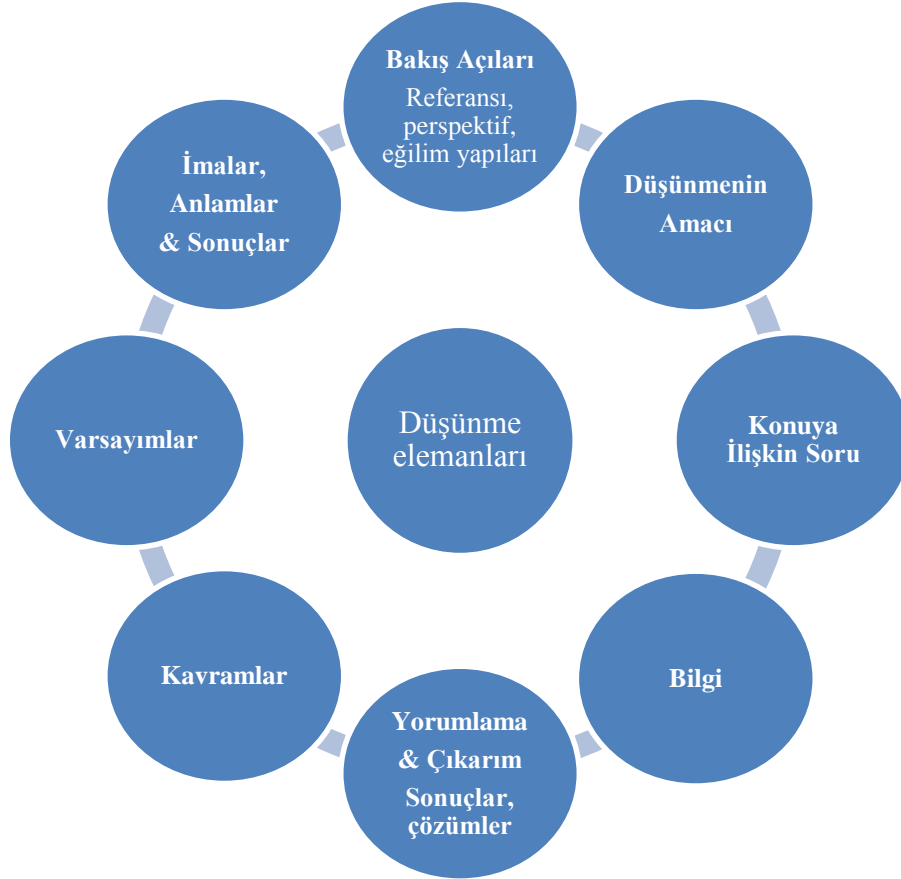 Bakış Açıları
Referansı,
perspektif,
eğilim yapıları
Düşünmenin
Amacı
Konuya
İlişkin Soru
Bilgi
Yorumlama
& Çıkarım
Sonuçlar,
çözümler
Kavramlar
Varsayımlar
İmalar,
Anlamlar
& Sonuçlar
Düşünme
elemanları